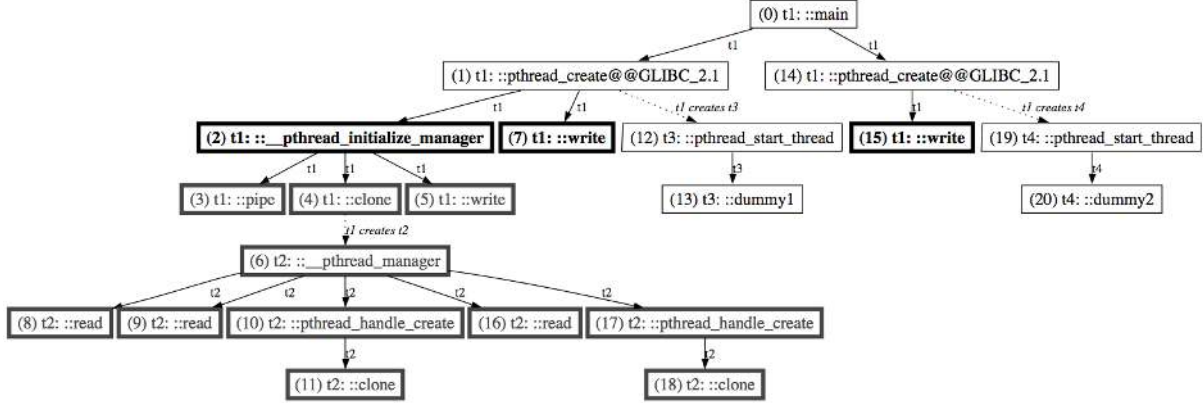 (0) t1: ::main
t1 t1
(1) t1: ::pthread_create@@GLIBC_2.1 (14) t1: ::pthread_create@@GLIBC_2.1
t1 t1 t1 creates t3 t1 t1 creates t4
(2) t1: ::__pthread_initialize_manager (7) t1: ::write (12) t3: ::pthread_start_thread (15) t1: ::write (19) t4: ::pthread_start_thread
t1 t1 t1 t3 t4
(3) t1: ::pipe (4) t1: ::clone (5) t1: ::write (13) t3: ::dummy1 (20) t4: ::dummy2
t1 creates t2
(6) t2: ::__pthread_manager
t2 t2 t2 t2 t2
(8) t2: ::read (9) t2: ::read (10) t2: ::pthread_handle_create (16) t2: ::read (17) t2: ::pthread_handle_create
t2 t2
(11) t2: ::clone (18) t2: ::clone